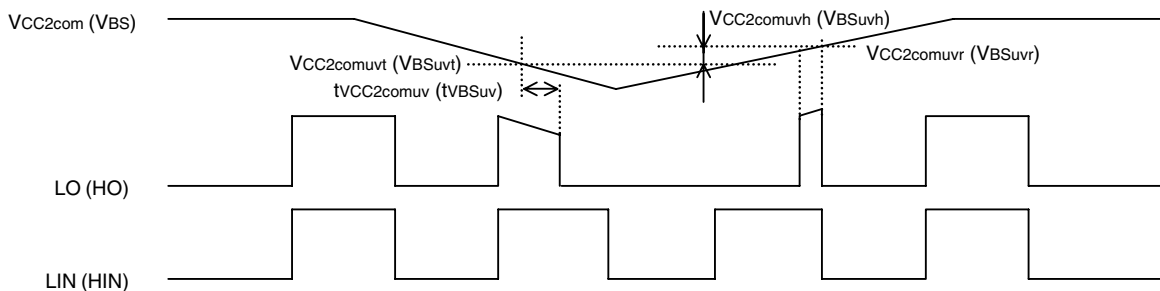 VCC2com (VBS)
VCC2comuvh (VBSuvh)
VCC2comuvr (VBSuvr)
VCC2comuvt (VBSuvt)
tVCC2comuv (tVBSuv)
LO (HO)
LIN (HIN)